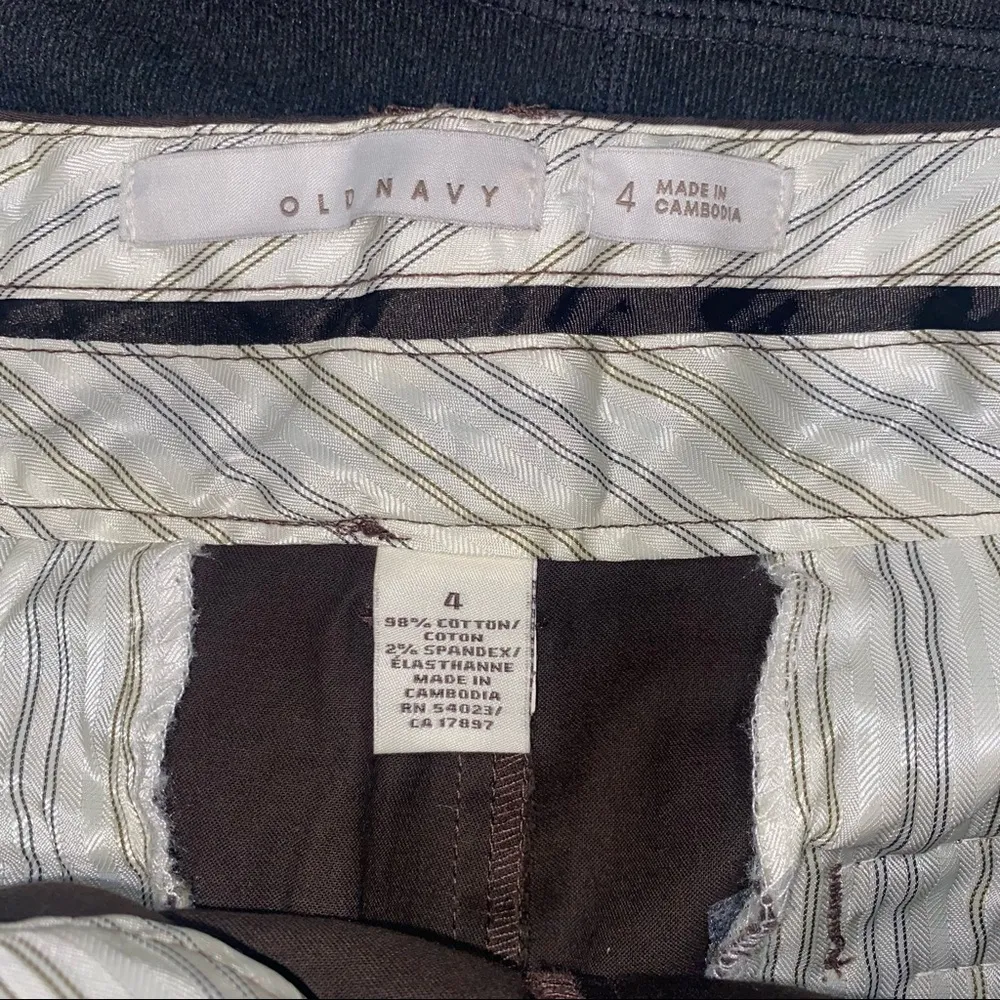 OLD NAVY
4
MADE IN
CAMBODIA
4
98% COTTON/
COTON
2% SPANDEX/
ÉLASTHANNE
MADE IN
CAMBODIA
RN 54023/
CA 17897